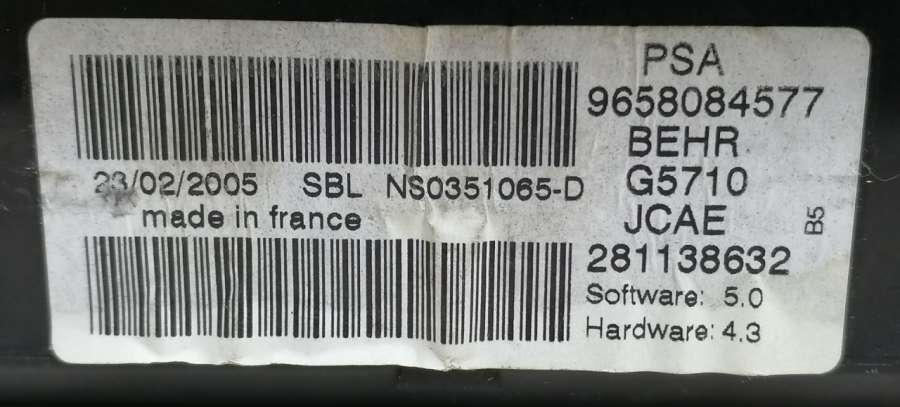 PSA
9658084577
BEHR
23/02/2005 SBL NS0351065-D
G5710
made in france
JCAE
B5
281138632
Software: 5.0
Hardware: 4.3